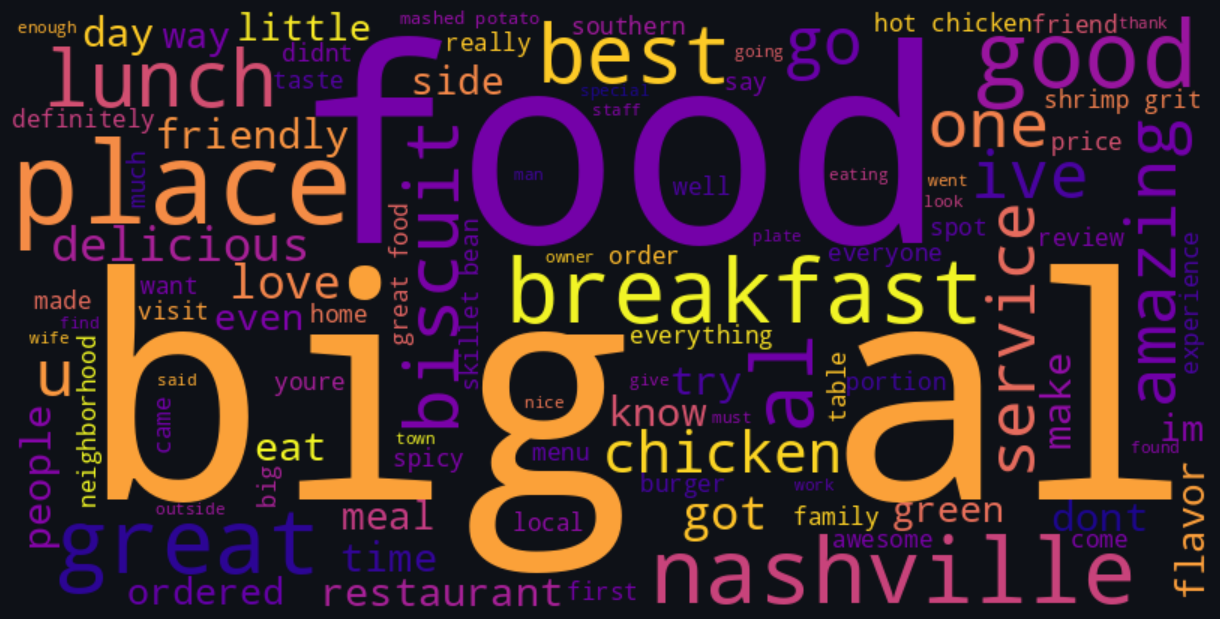 enough
day
way
little
mashed potato
southern
hot chicken
friend
thank
didnt
really
best
going
go
good
lunch
taste
side
special
say
shrimp grit
staff
definitely
friendly
food
one
price
place
much
biscuit
man
well
eating
went
ive
amazing
look
delicious
great food
skillet bean
plate
everyone
spot
review
experience
want
love
owner
order
made
visit
even
home
breakfast
service
find
wife
everything
neighborhood
u
said
youre
nice
give
try
al
table
portion
make
big al
came
know
must
people
eat
town
spicy
menu
chicken
im
found
big
burger
work
outside
great
meal
local
got
family
green
dont
flavor
time
awesome
come
ordered
restaurant
first
nashville